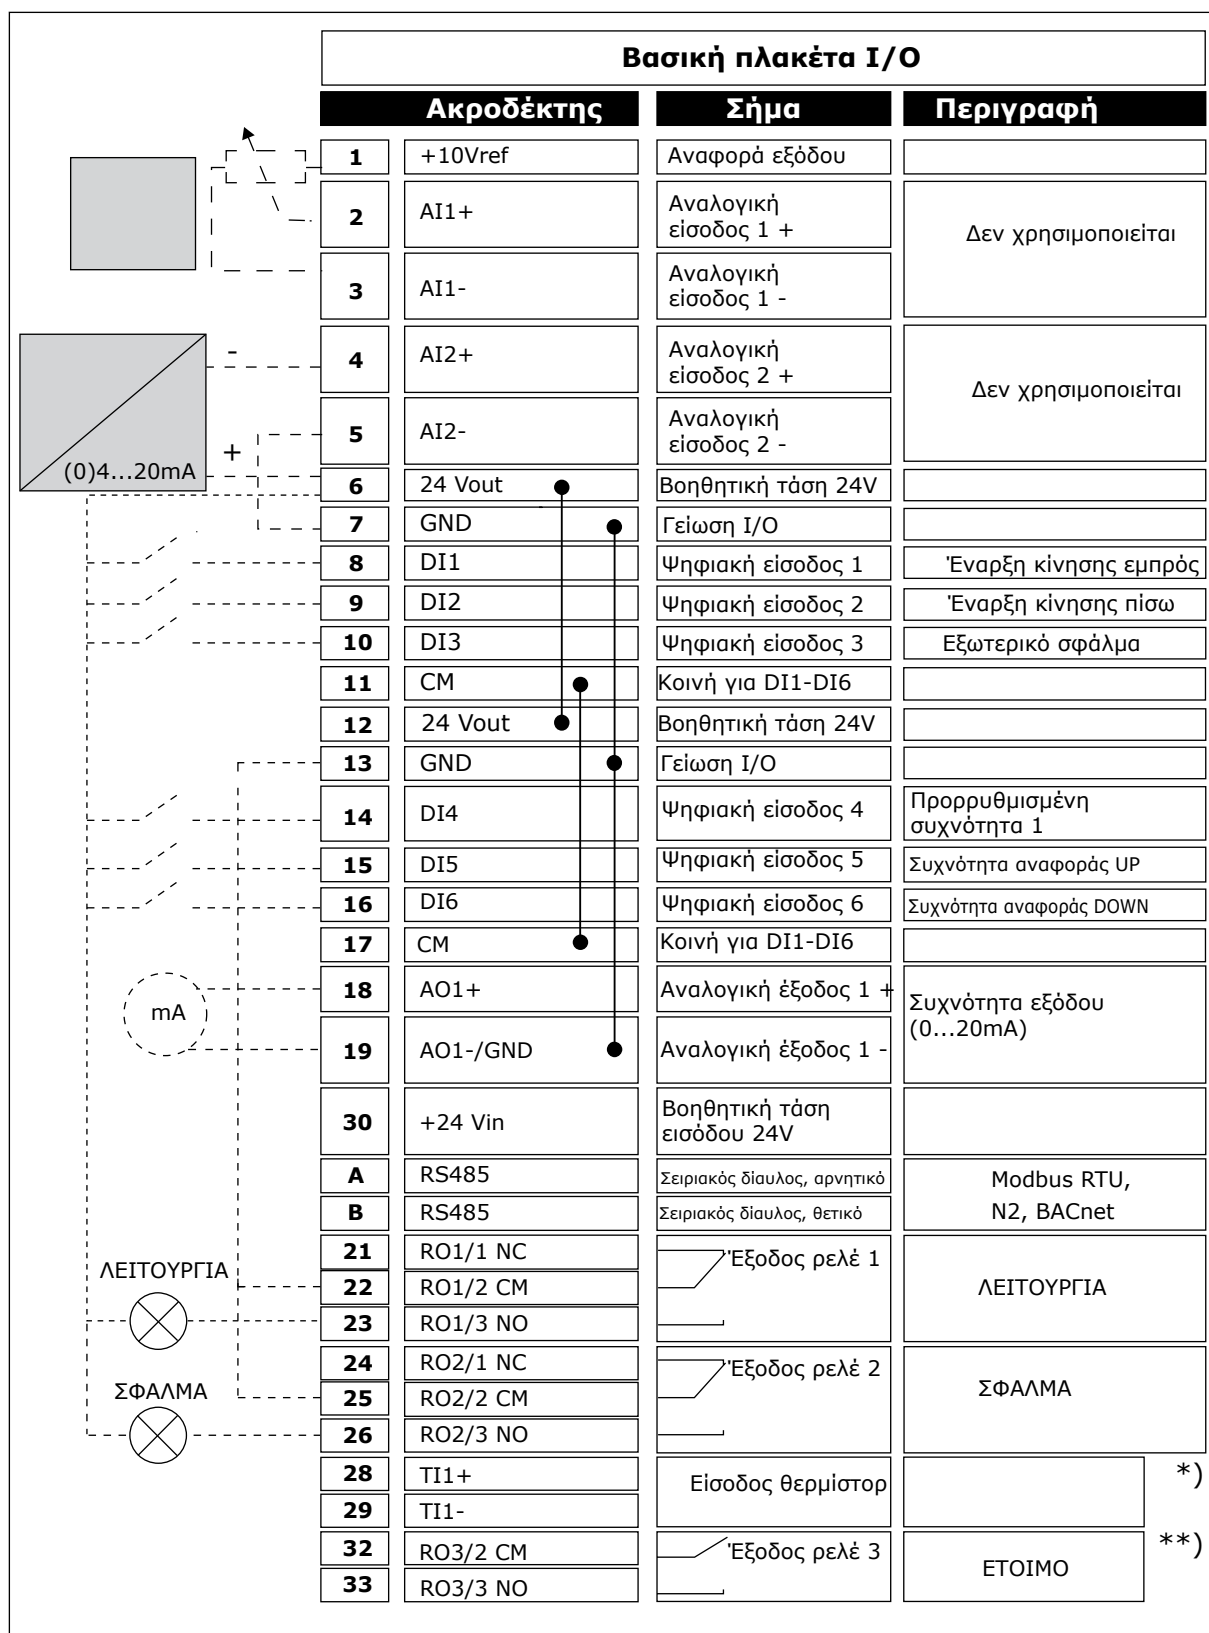 Βασική πλακέτα I/O
Ακροδέκτης Σήμα Περιγραφή
1 +10Vref Αναφορά εξόδου
2 AI1+ Αναλογική
είσοδος 1 +
Δεν χρησιμοποιείται
3 AI1- Αναλογική
είσοδος 1 -
-
4 AI2+ Αναλογική
είσοδος 2 +
Δεν χρησιμοποιείται
+
5 AI2- Αναλογική
είσοδος 2 -
(0)4...20mA
6 24 Vout Βοηθητική τάση 24V
7 GND Γείωση I/O
8 DI1 Ψηφιακή είσοδος 1 Έναρξη κίνησης εμπρός
9 DI2 Ψηφιακή είσοδος 2 Έναρξη κίνησης πίσω
10 DI3 Ψηφιακή είσοδος 3 Εξωτερικό σφάλμα
11 CM Κοινή για DI1-DI6
12 24 Vout Βοηθητική τάση 24V
13 GND Γείωση I/O
14 DI4 Ψηφιακή είσοδος 4 Προρρυθμισμένη
συχνότητα 1
15 DI5 Ψηφιακή είσοδος 5 Συχνότητα αναφοράς UP
16 DI6 Ψηφιακή είσοδος 6 Συχνότητα αναφοράς DOWN
17 CM Κοινή για DI1-DI6
18 AO1+ Αναλογική έξοδος 1 +
mA
Συχνότητα εξόδου
(0...20mA)
19 AO1-/GND Αναλογική έξοδος 1 -
30 +24 Vin Βοηθητική τάση
εισόδου 24V
A RS485 Σειριακός δίαυλος, αρνητικό Modbus RTU,
B RS485 Σειριακός δίαυλος, θετικό N2, BACnet
21 RO1/1 NC Έξοδος ρελέ 1
ΛΕΙΤΟΥΡΓΙΑ
22 RO1/2 CM ΛΕΙΤΟΥΡΓΙΑ
23 RO1/3 NO
24 RO2/1 NC Έξοδος ρελέ 2
ΣΦΑΛΜΑ
25 RO2/2 CM ΣΦΑΛΜΑ
26 RO2/3 NO
28 TI1+ Είσοδος θερμίστορ *)
29 TI1-
32 RO3/2 CM Έξοδος ρελέ 3 **)
ΕΤΟΙΜΟ
33 RO3/3 NO